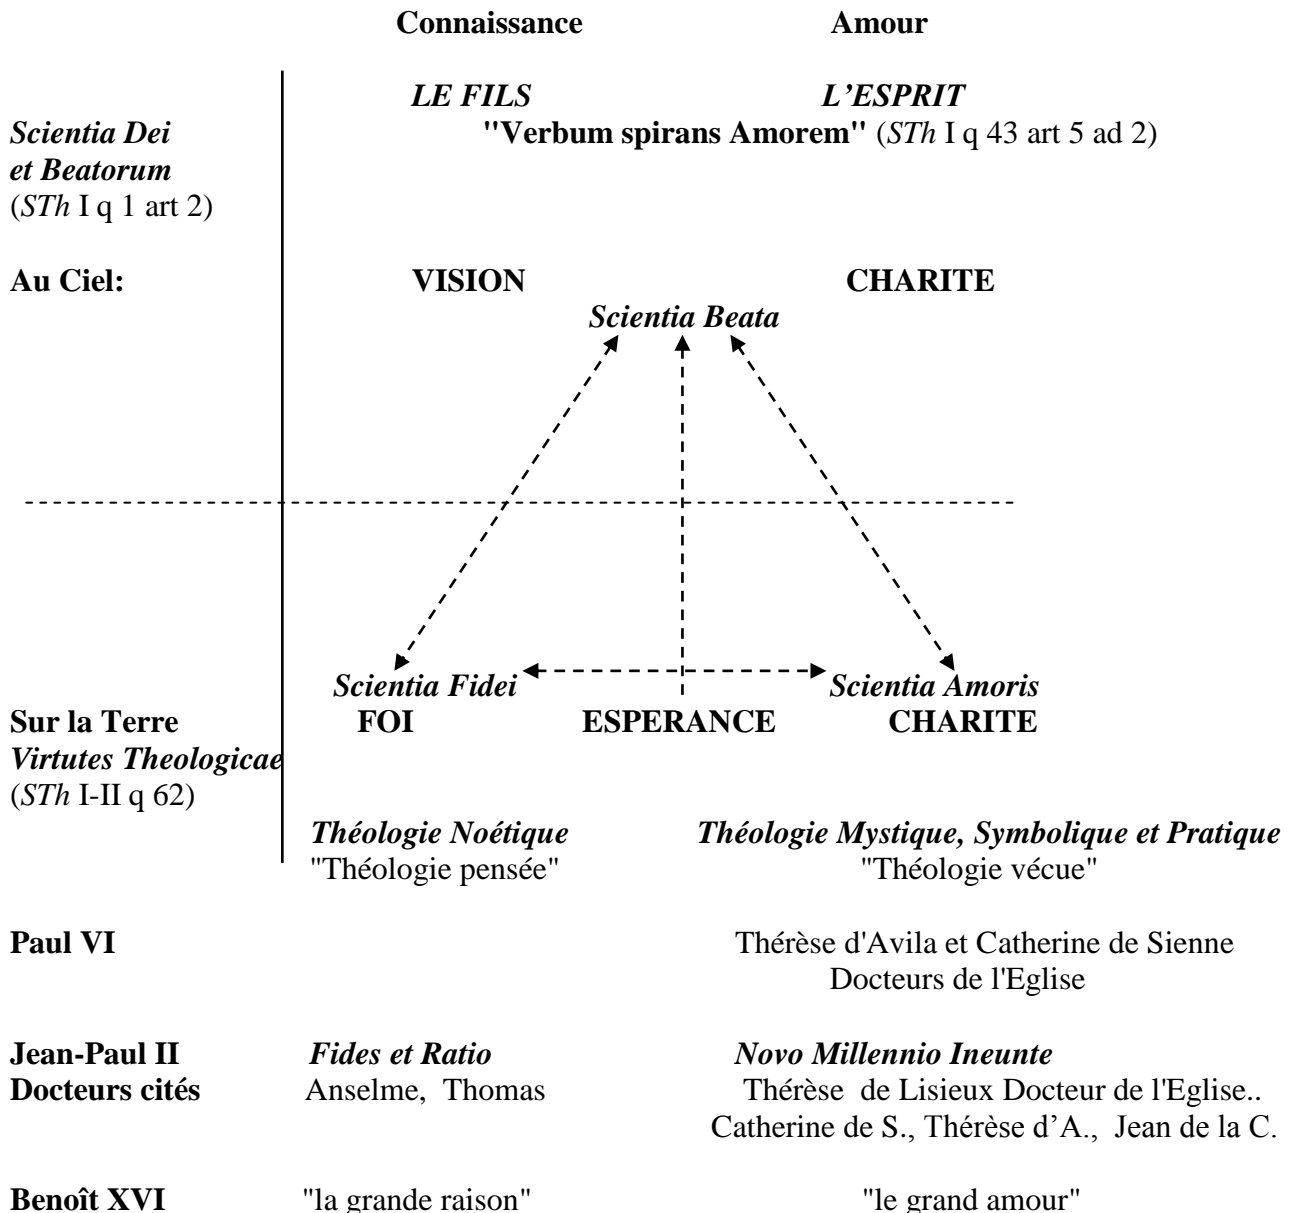 Connaissance Amour
LE FILS L'ESPRIT
Scientia Dei "Verbum spirans Amorem" (STh I q 43 art 5 ad 2)
et Beatorum
(STh I q 1 art 2)
Au Ciel: VISION CHARITE
Scientia Beata
Scientia Fidei Scientia Amoris
Sur la Terre FOI ESPERANCE CHARITE
Virtutes Theologicae
(STh I-II q 62)
Théologie Noétique Théologie Mystique, Symbolique et Pratique
"Théologie pensée" "Théologie vécue"
Paul VI Thérèse d'Avila et Catherine de Sienne
Docteurs de l'Eglise
Jean-Paul II Fides et Ratio Novo Millennio Ineunte
Docteurs cités Anselme, Thomas Thérèse de Lisieux Docteur de l'Eglise..
Catherine de S., Thérèse d’A., Jean de la C.
Benoît XVI "la grande raison" "le grand amour"